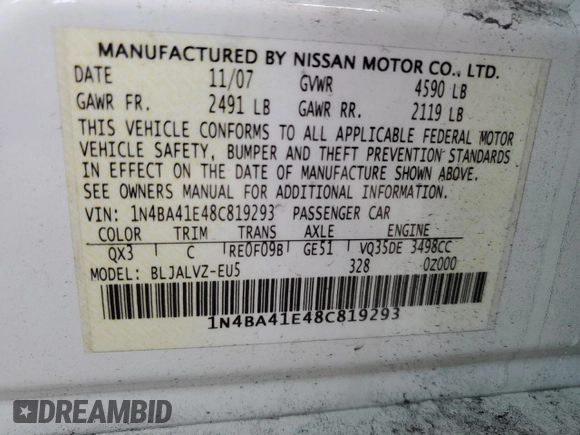 MANUFACTURED BY NISSAN MOTOR CO., LTD.
DATE 11/07 GVWR 4590 LB
GAWR FR. 2491 LB GAWR RR. 2119 LB
THIS VEHICLE CONFORMS TO ALL APPLICABLE FEDERAL MOTOR
VEHICLE SAFETY, BUMPER AND THEFT PREVENTION STANDARDS
IN EFFECT ON THE DATE OF MANUFACTURE SHOWN ABOVE.
SEE OWNERS MANUAL FOR ADDITIONAL INFORMATION.
VIN: 1N4BA41E48C819293 PASSENGER CAR
COLOR TRIM TRANS AXLE ENGINE
QX3 C RE0F09B GE51 VQ35DE 3498CC
MODEL: BLJALVZ-EU5 328 0Z000
1N4BA41E48C819293
DREAMBID